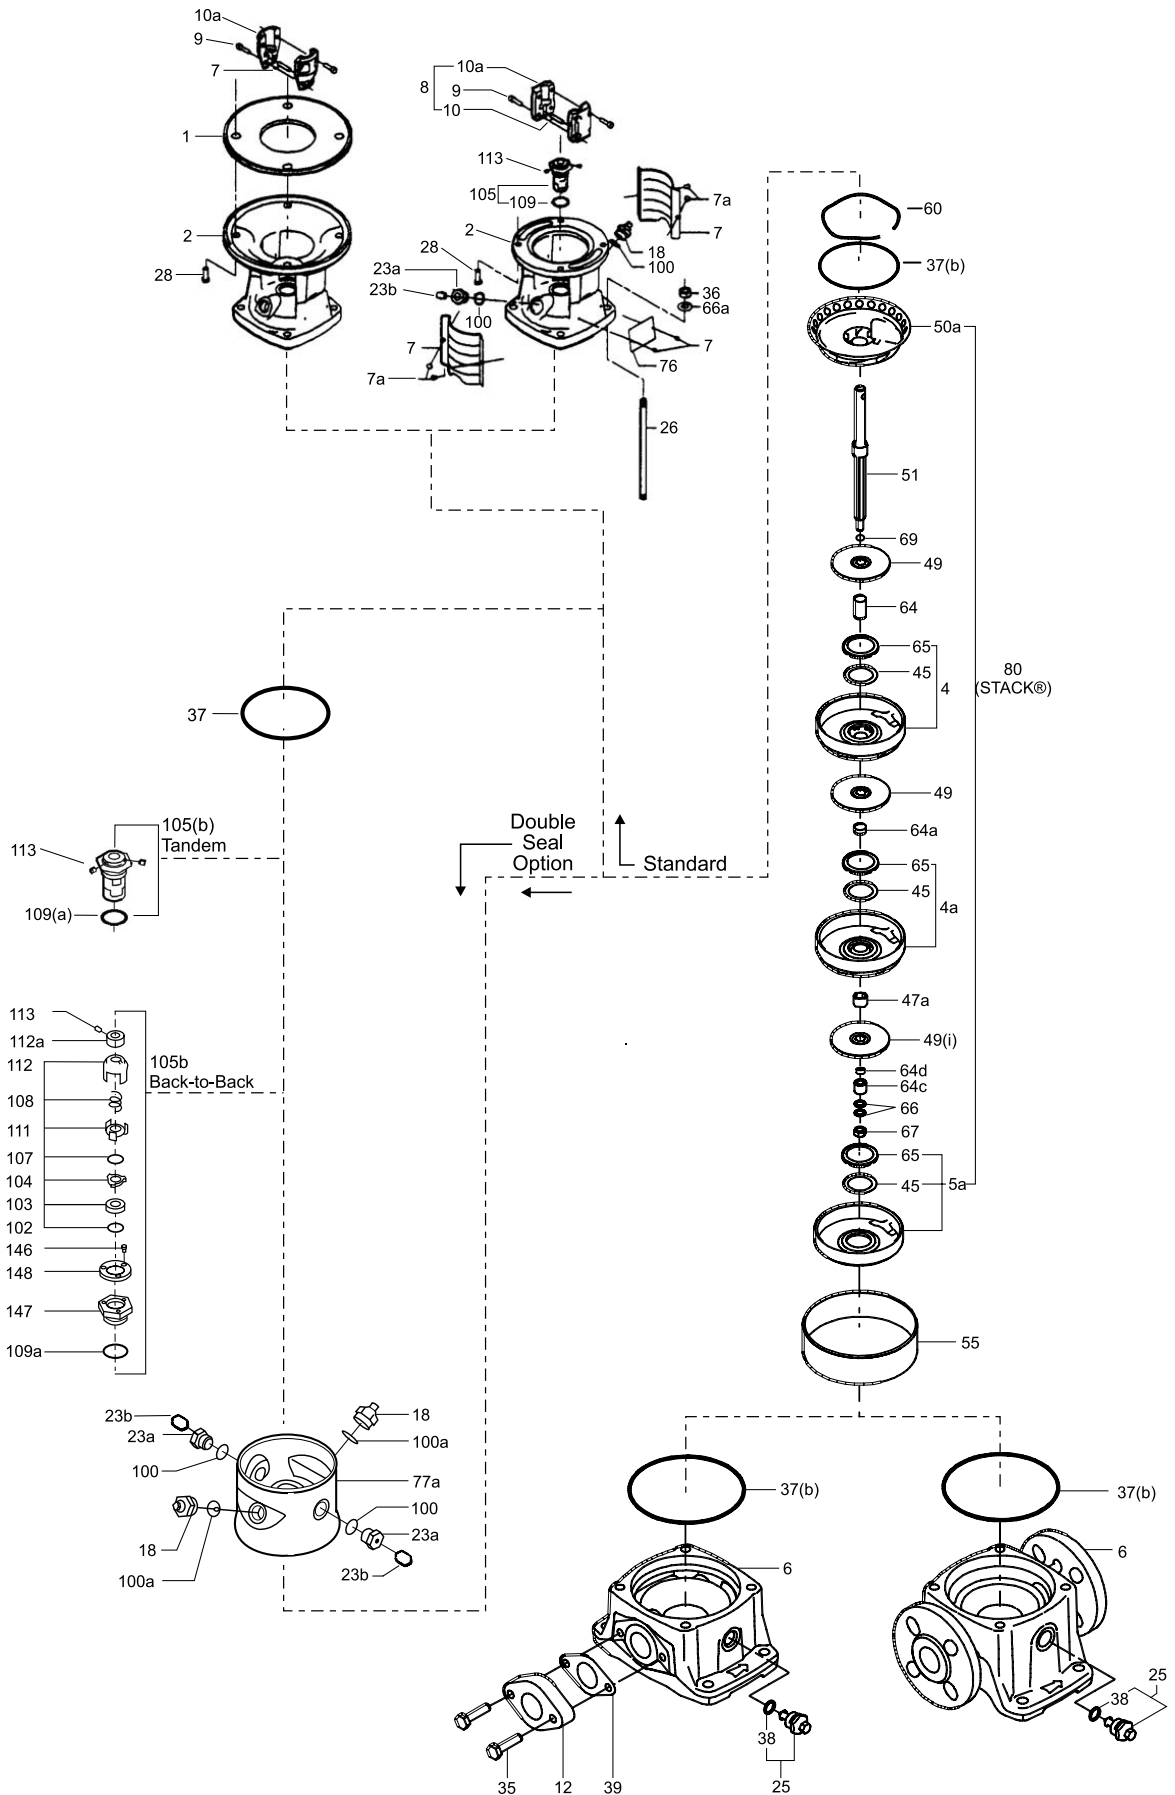 10a
9
7
1
2
28
10a
8
9
10
113
105
109
2
28
23a
23b
100
7
7a
7a
7
18
100
36
66a
7
76
26
60
37(b)
50a
51
69
49
64
65
45
4
80
(STACK®)
49
64a
65
45
4a
47a
49(i)
64d
64c
66
67
65
45
5a
55
37
Double
Seal
Option
Standard
105(b)
Tandem
113
109(a)
113
112a
112
108
111
107
104
103
102
146
148
147
109a
105b
Back-to-Back
23b
23a
100
18
100a
18
100a
77a
100
23a
23b
37(b)
6
38
25
35
12
39
37(b)
6
25
38